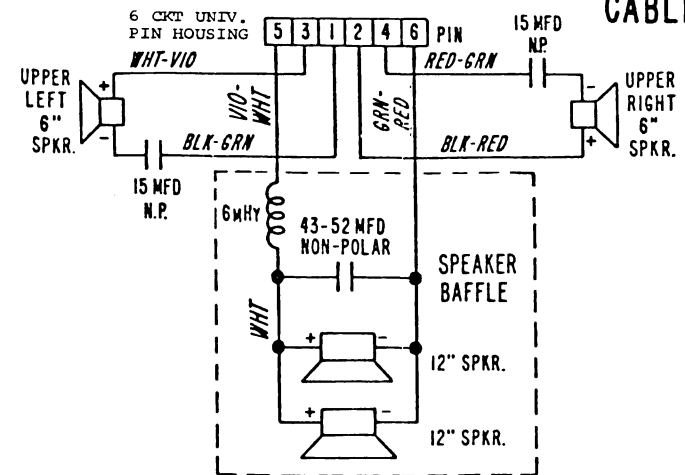 CABL
6 CKT UNIV.
PIN HOUSING
5 3 1 2 4 6 PIN
15 MFD
N.P.
WHT-VIO
RED-GRN
UPPER
LEFT
6"
SPKR.
+
-
VIO-
WHT
GRN-
RED
-
+
UPPER
RIGHT
6"
SPKR.
BLK-GRN
BLK-RED
15 MFD
N.P.
6MHY
43-52 MFD
NON-POLAR
SPEAKER
BAFFLE
WHT
+ -
12" SPKR.
+ -
12" SPKR.